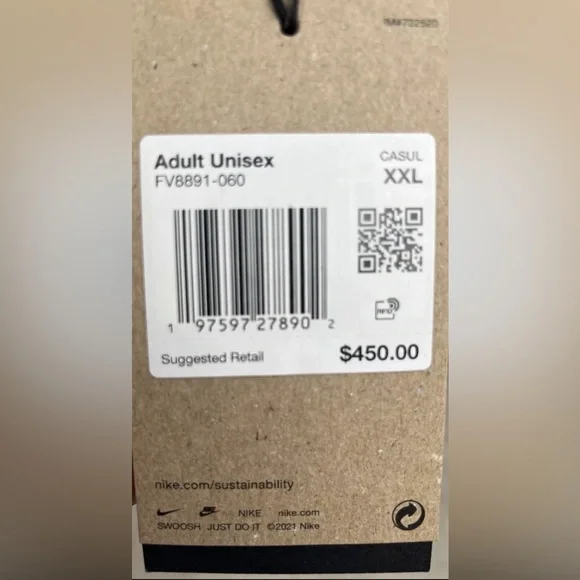 Adult Unisex
FV8891-060
CASUL
XXL
1 97597 27890 2
RFID
Suggested Retail
$450.00
nike.com/sustainability
NIKE nike.com
SWOOSH JUST DO IT ©2021 Nike